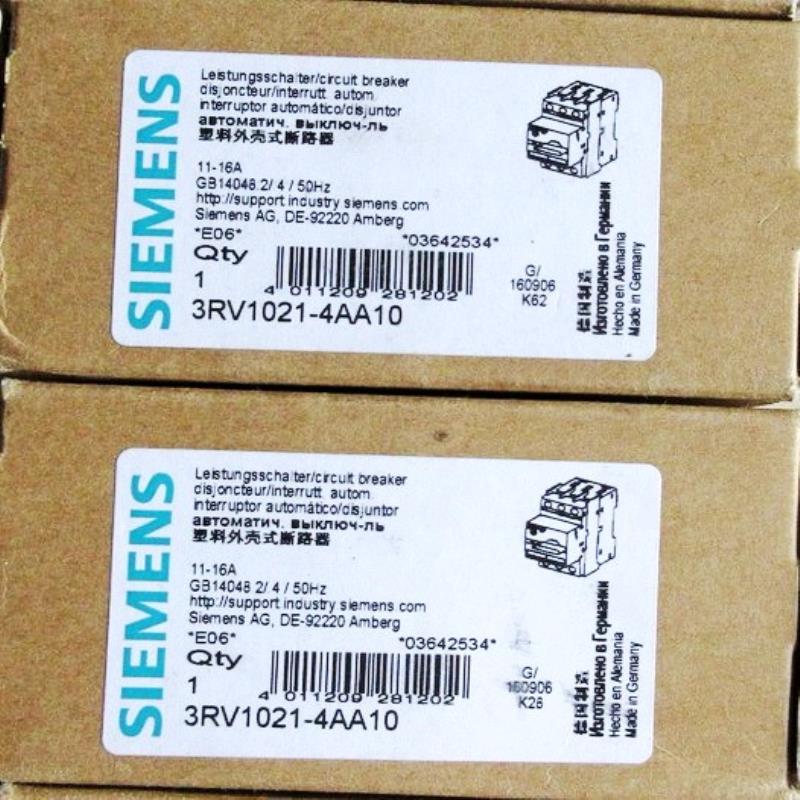 SIEMENS
Leistungsschalter/circuit breaker
disjoncteur/interrutt. autom.
interruptor automático/disjuntor
автоматич. выключ-ль
塑料外壳式断路器
11-16A
GB14048.2/ 4 / 50Hz
http://support industry siemens.com
Siemens AG, DE-92220 Amberg
*E06*
*03642534*
Qty
1
4 011209 281202
3RV1021-4AA10
G/
160906
K62
德国制造
Изготовлено в Германии
Hecho en Alemania
Made in Germany
SIEMENS
Leistungsschalter/circuit breaker
disjoncteur/interrutt. autom.
interruptor automático/disjuntor
автоматич. выключ-ль
塑料外壳式断路器
11-16A
GB14048.2/ 4 / 50Hz
http://support industry siemens.com
Siemens AG, DE-92220 Amberg
*E06*
*03642534*
Qty
1
4 011209 281202
3RV1021-4AA10
G/
160906
K28
德国制造
Изготовлено в Германии
Hecho en Alemania
Made in Germany